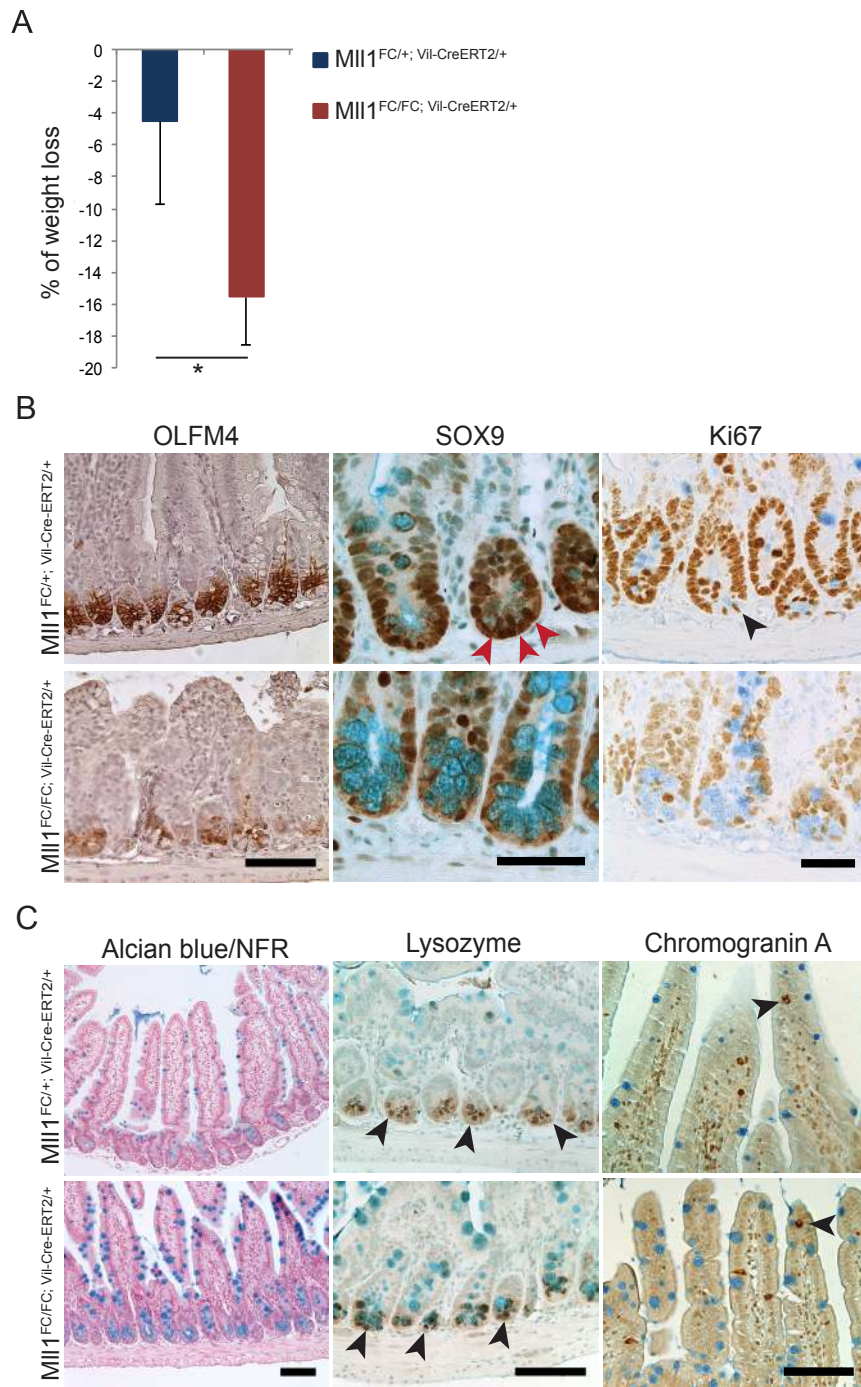 A
0
-2
-4
-6
-8
-10
-12
-14
-16
-18
-20
% of weight loss
*
Mll1FC/+; Vil-CreERT2/+
Mll1FC/FC; Vil-CreERT2/+
B
OLFM4 SOX9 Ki67
Mll1FC/+; Vil-Cre-ERT2/+
Mll1FC/FC; Vil-Cre-ERT2/+
C
Alcian blue/NFR Lysozyme Chromogranin A
Mll1FC/+; Vil-Cre-ERT2/+
Mll1FC/FC; Vil-Cre-ERT2/+